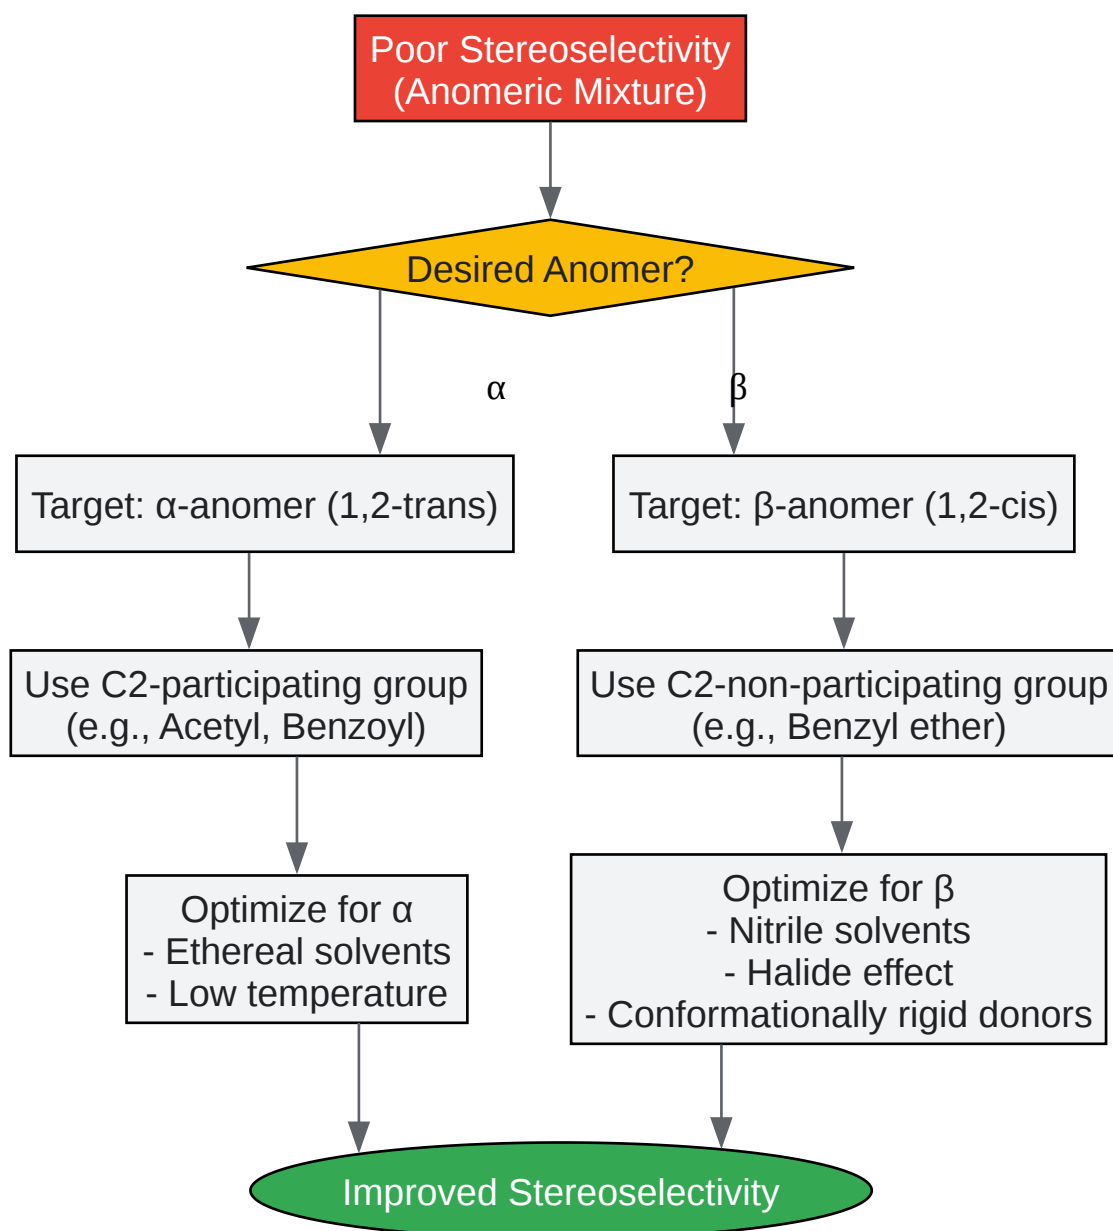 Poor Stereoselectivity
(Anomeric Mixture)
Desired Anomer?
α
β
Target: α-anomer (1,2-trans)
Target: β-anomer (1,2-cis)
Use C2-participating group
(e.g., Acetyl, Benzoyl)
Use C2-non-participating group
(e.g., Benzyl ether)
Optimize for α
- Ethereal solvents
- Low temperature
Optimize for β
- Nitrile solvents
- Halide effect
- Conformationally rigid donors
Improved Stereoselectivity